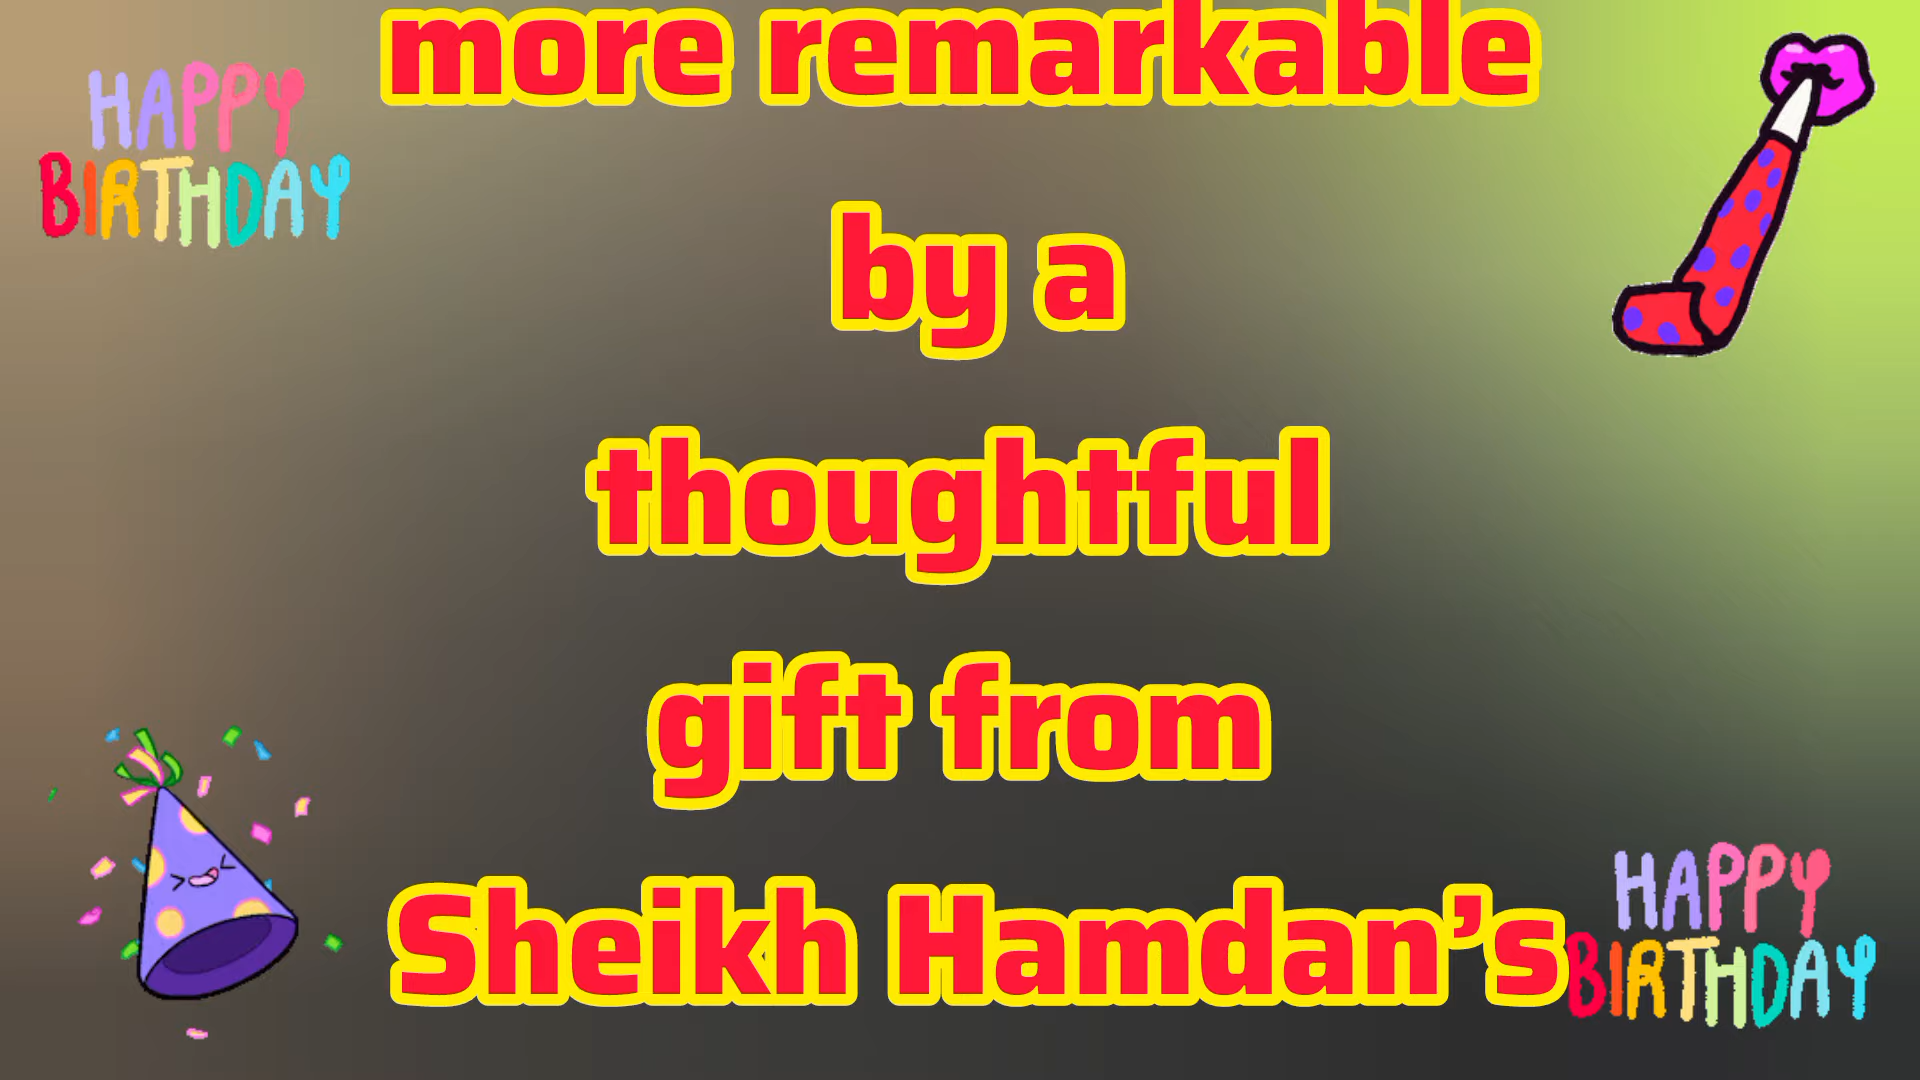 HAPPY
BIRTHDAY
more remarkable
by a
thoughtful
gift from
Sheikh Hamdan’s
HAPPY
BIRTHDAY